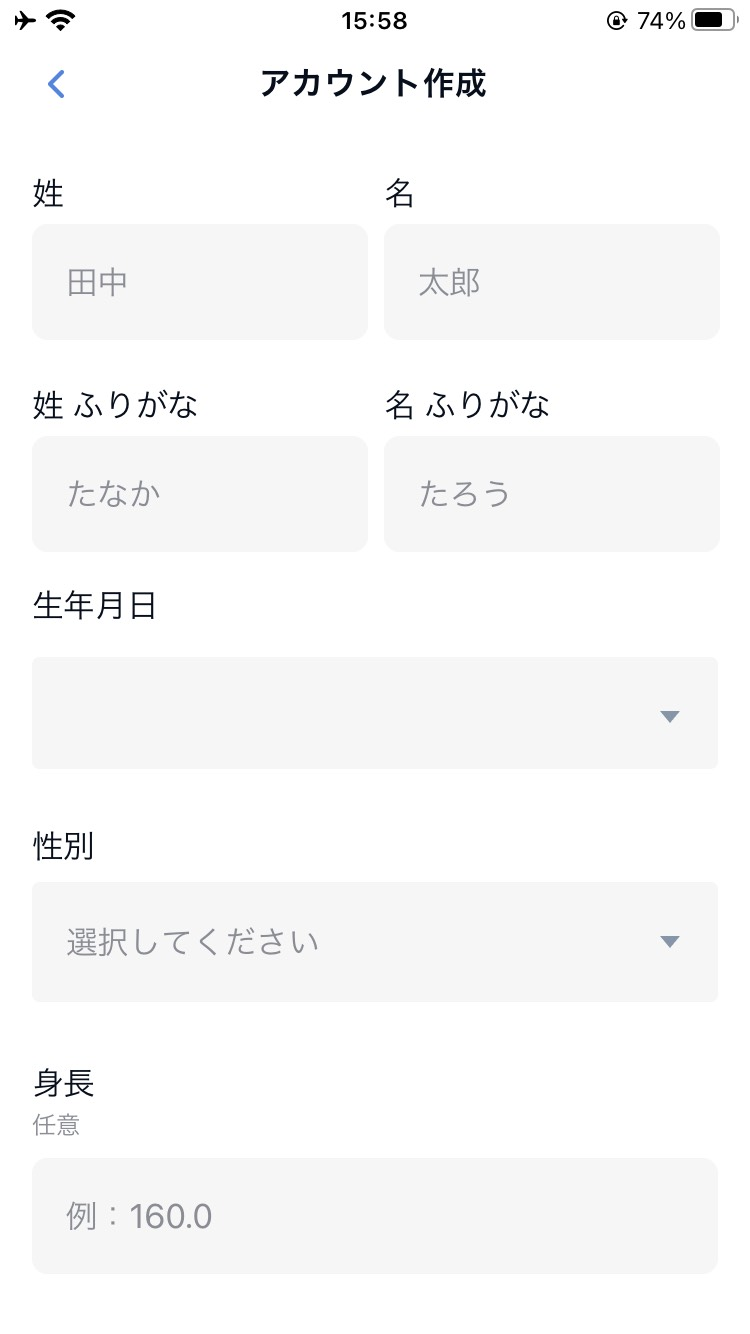 15:58
74%
アカウント作成
姓
名
田中
太郎
姓 ふりがな
名 ふりがな
たなか
たろう
生年月日
性別
選択してください
身長
任意
例：160.0